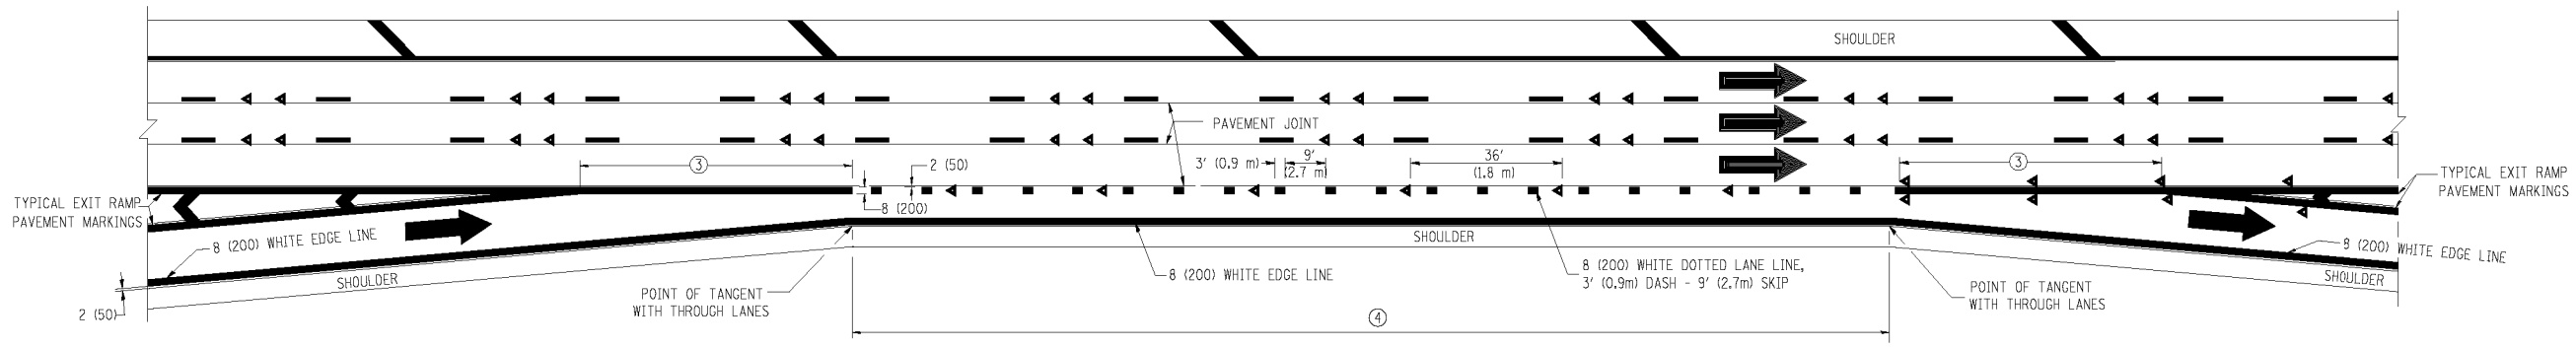 SHOULDER
PAVEMENT JOINT
3' (0.9 m)
9'
(2.7 m)
36'
(1.8 m)
3
2 (50)
8 (200)
3
TYPICAL EXIT RAMP
PAVEMENT MARKINGS
TYPICAL EXIT RAMP
PAVEMENT MARKINGS
8 (200) WHITE EDGE LINE
SHOULDER
2 (50)
POINT OF TANGENT
WITH THROUGH LANES
8 (200) WHITE EDGE LINE
SHOULDER
8 (200) WHITE DOTTED LANE LINE,
3' (0.9m) DASH - 9' (2.7m) SKIP
4
POINT OF TANGENT
WITH THROUGH LANES
8 (200) WHITE EDGE LINE
SHOULDER